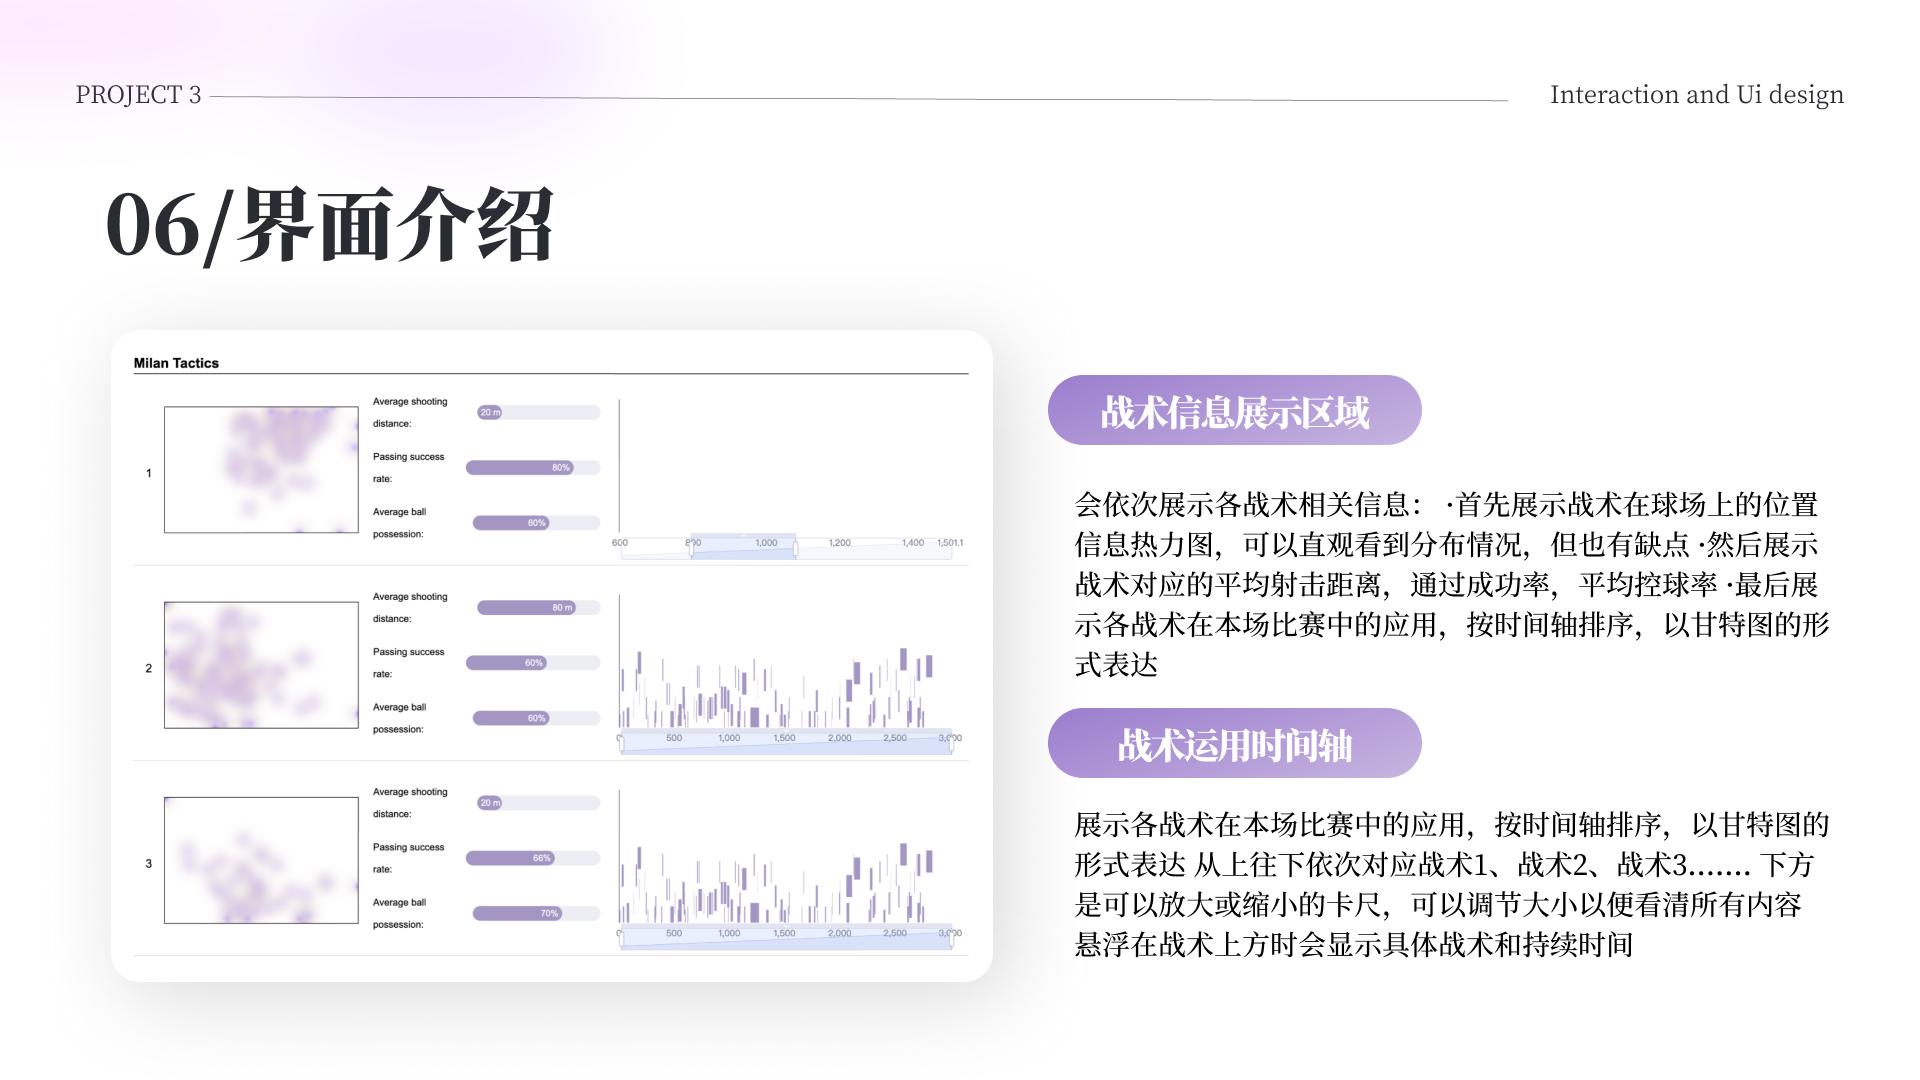 PROJECT 3
Interaction and Ui design
06/界面介绍
Milan Tactics
1
Average shooting
distance:
20 m
Passing success
rate:
80%
Average ball
possession:
60%
600 800 1,000 1,200 1,400 1,501.1
2
Average shooting
distance:
80 m
Passing success
rate:
60%
Average ball
possession:
60%
0 500 1,000 1,500 2,000 2,500 3,000
3
Average shooting
distance:
20 m
Passing success
rate:
66%
Average ball
possession:
70%
0 500 1,000 1,500 2,000 2,500 3,000
战术信息展示区域
会依次展示各战术相关信息： ·首先展示战术在球场上的位置
信息热力图，可以直观看到分布情况，但也有缺点 ·然后展示
战术对应的平均射击距离，通过成功率，平均控球率 ·最后展
示各战术在本场比赛中的应用，按时间轴排序，以甘特图的形
式表达
战术运用时间轴
展示各战术在本场比赛中的应用，按时间轴排序，以甘特图的
形式表达 从上往下依次对应战术1、战术2、战术3....... 下方
是可以放大或缩小的卡尺，可以调节大小以便看清所有内容
悬浮在战术上方时会显示具体战术和持续时间